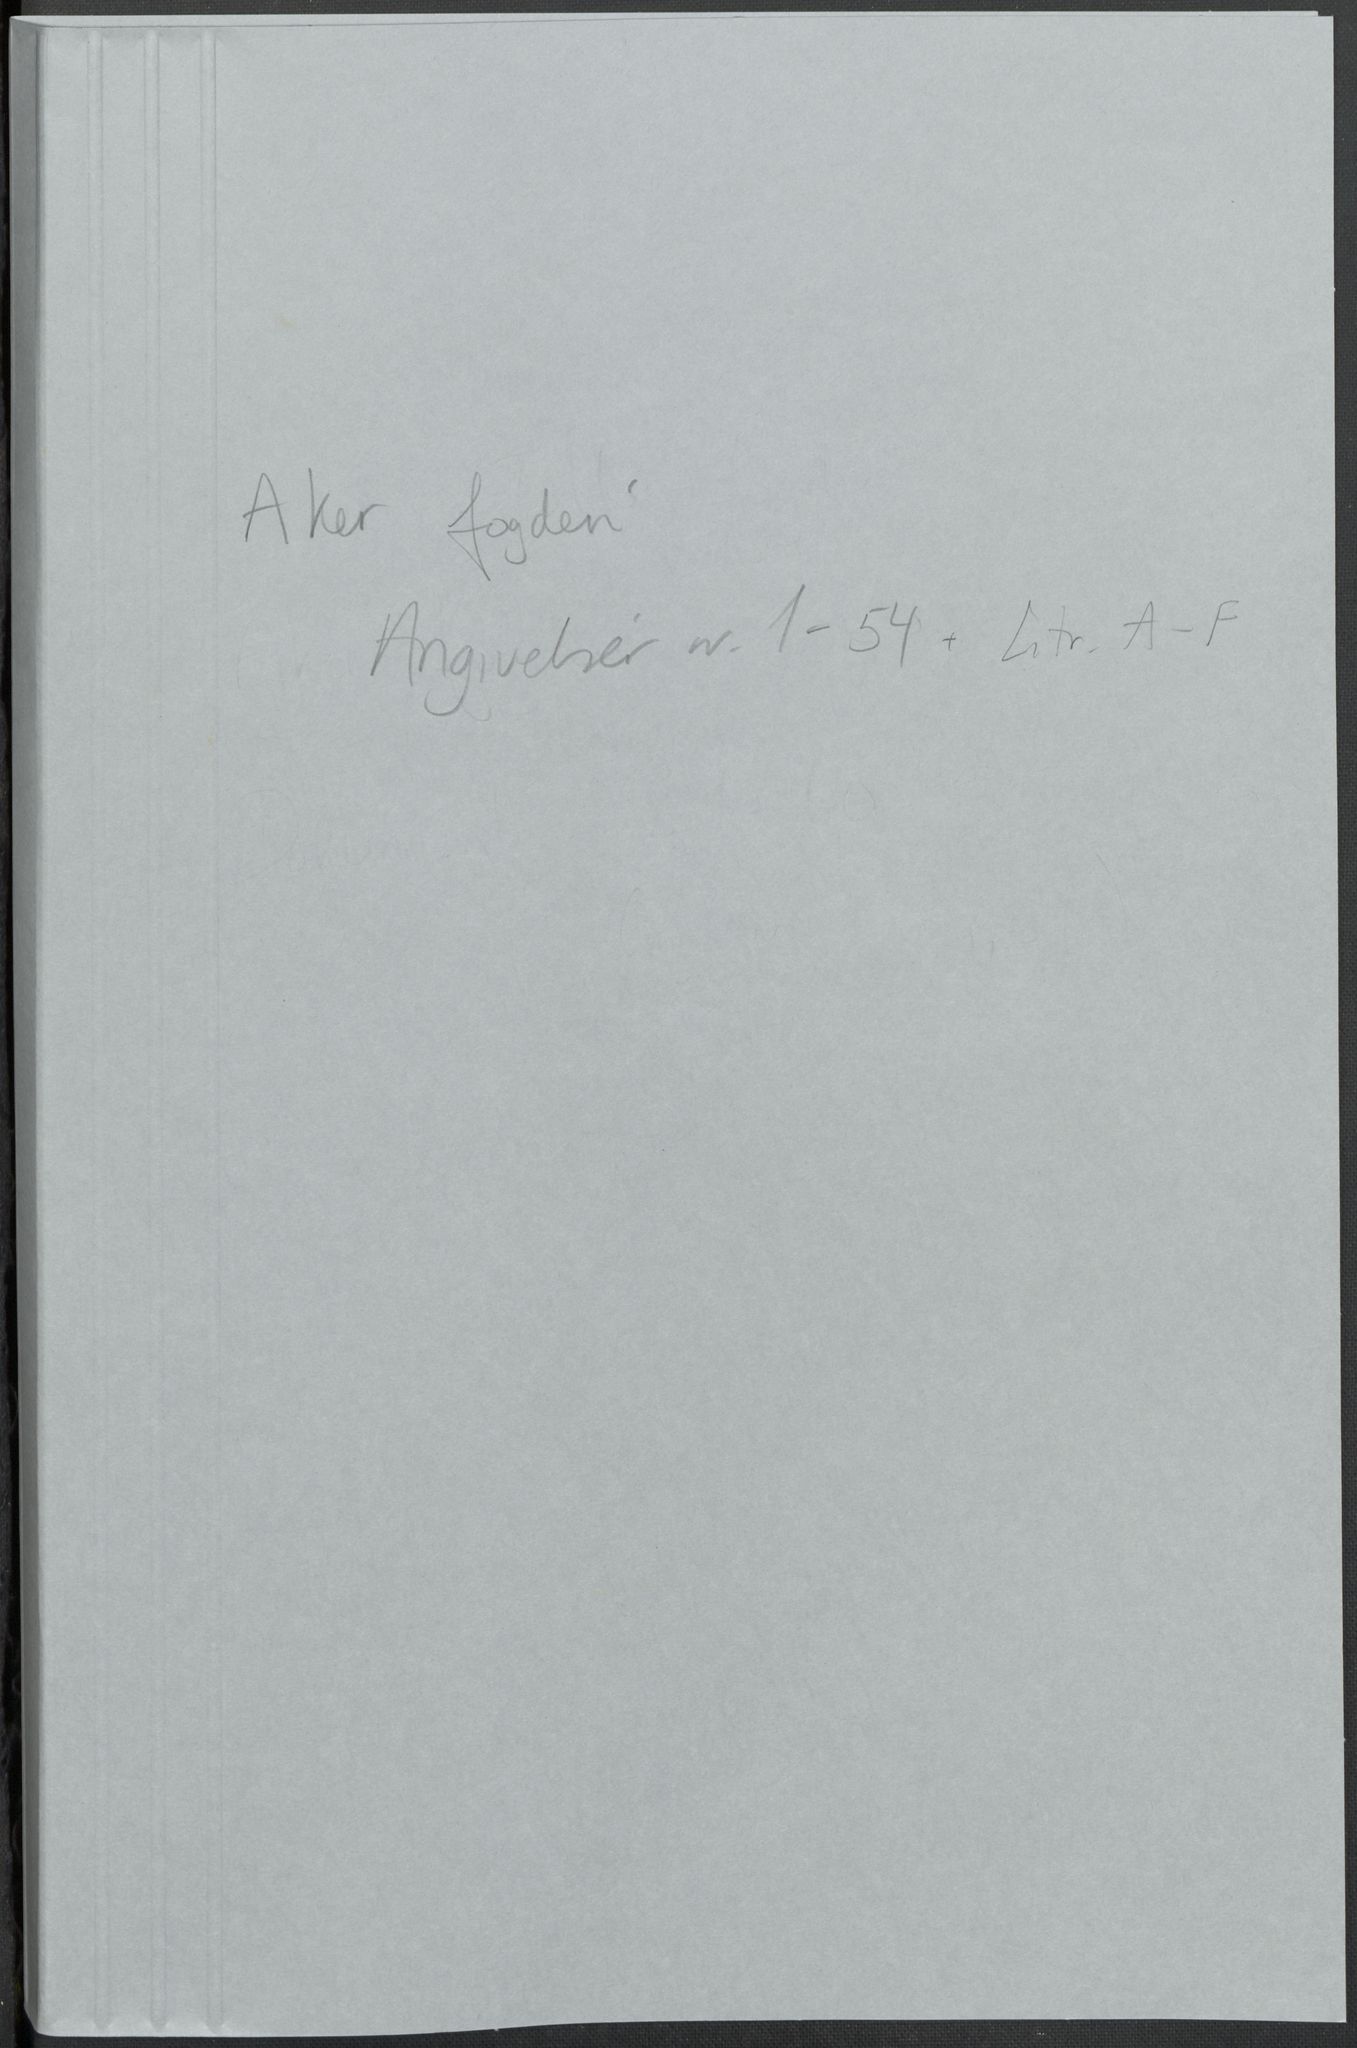 Aker fogderi
Angivelser nr. 1-54 + Litr. A-F